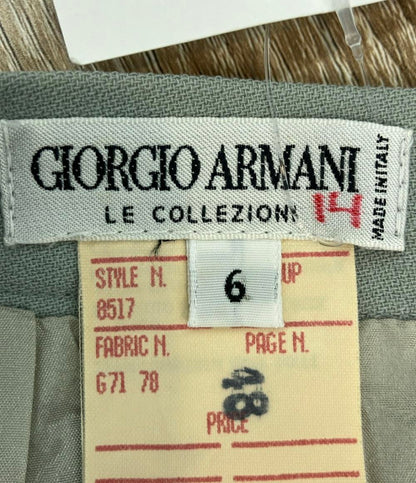 GIORGIO ARMANI
LE COLLEZIONI 14
MADE IN ITALY
6
STYLE N. UP
8517
FABRIC N. PAGE N.
G71 78
48
PRICE